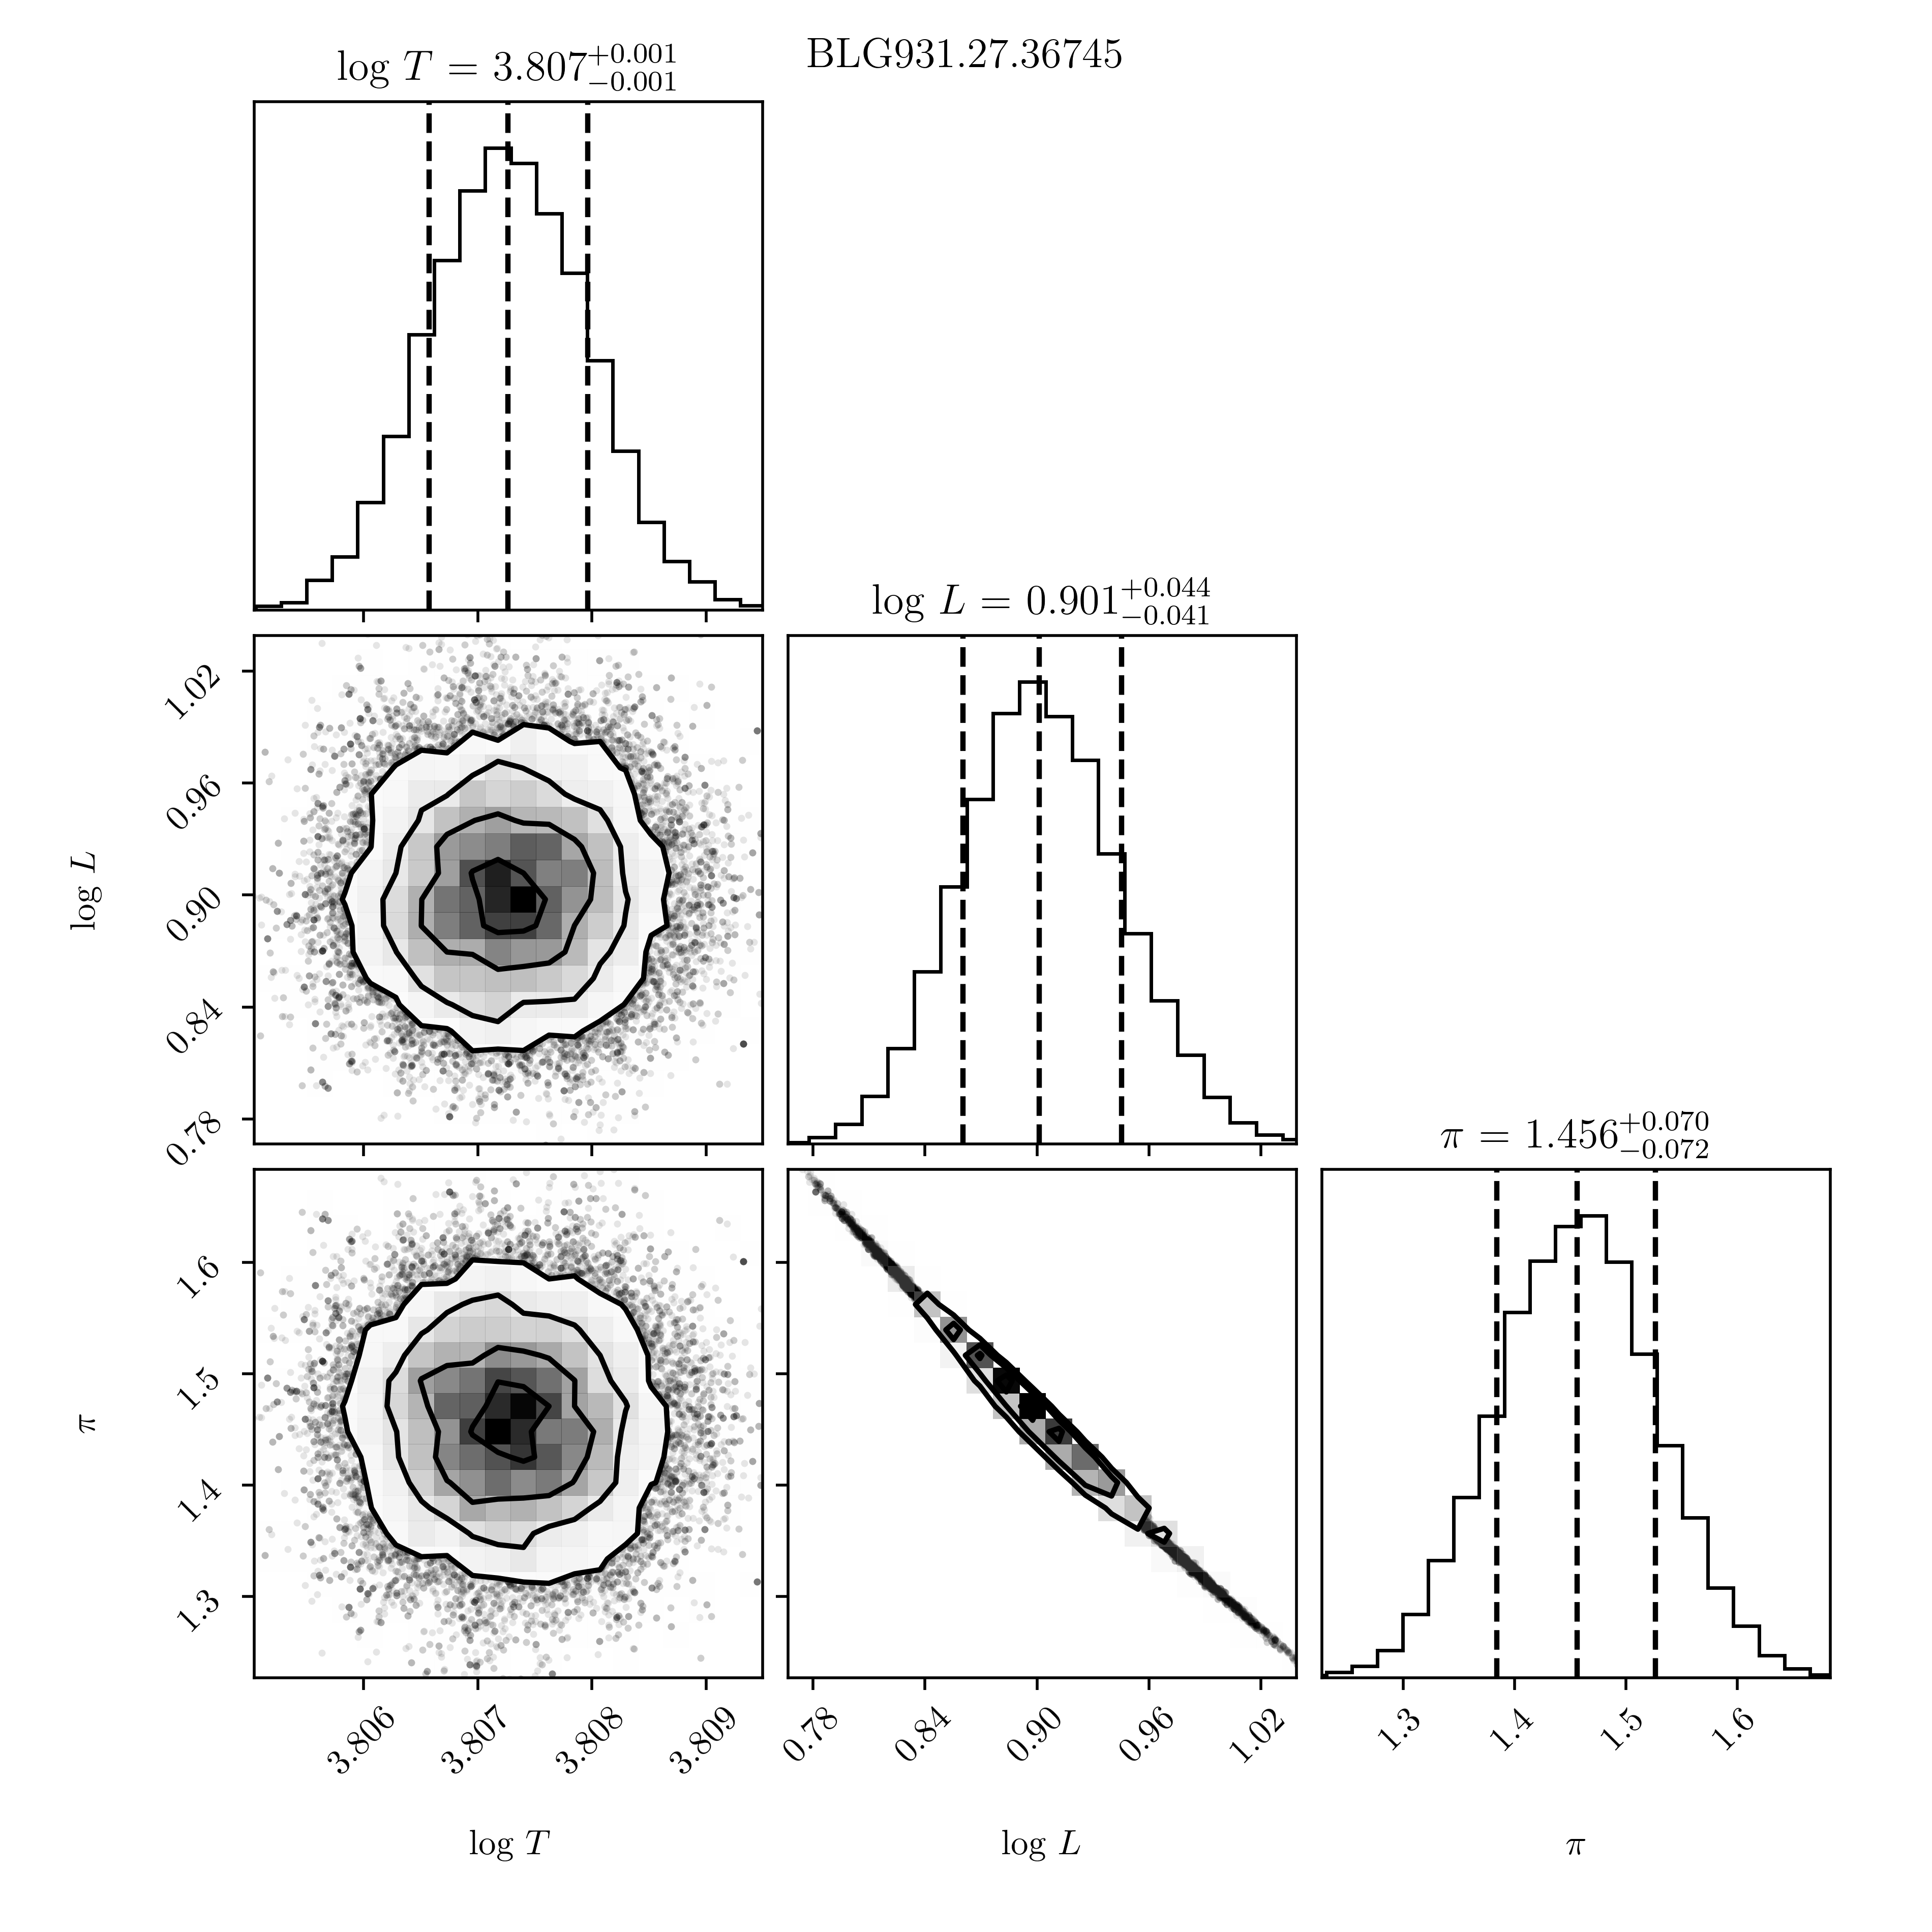 BLG931.27.36745
log T = 3.807+0.001−0.001
log L = 0.901+0.044−0.041
1.02
0.96
0.90
0.84
0.78
log L
π = 1.456+0.070−0.072
1.6
1.5
1.4
1.3
π
3.806 3.807 3.808 3.809 0.78 0.84 0.90 0.96 1.02 1.3 1.4 1.5 1.6
log T log L π